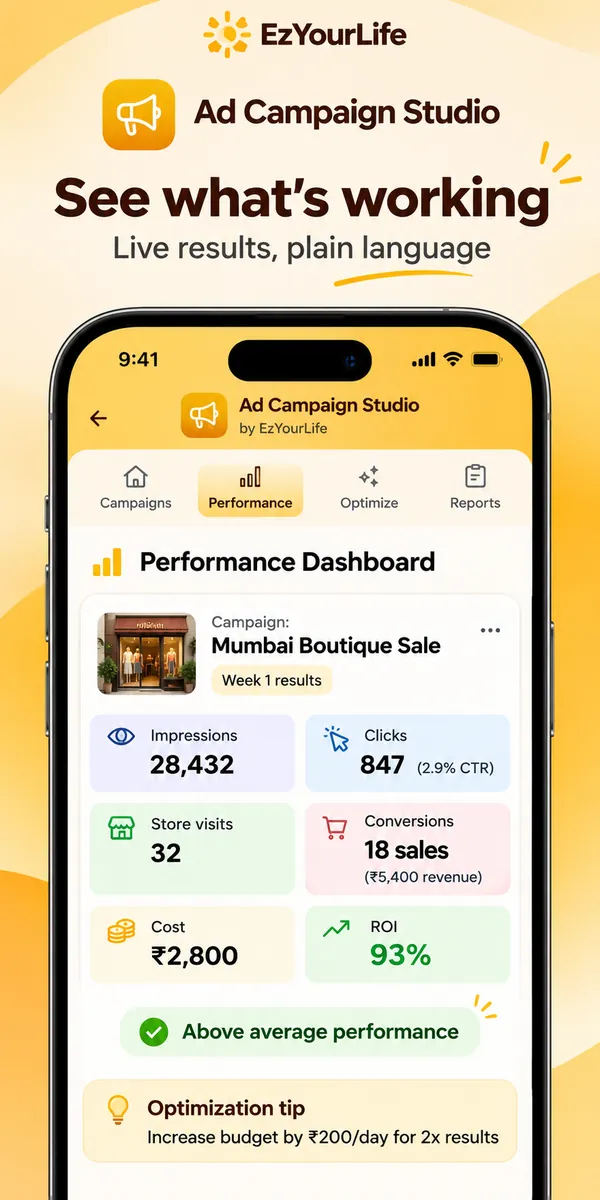 EzYourLife
Ad Campaign Studio
See what's working
Live results, plain language
9:41
Ad Campaign Studio
by EzYourLife
Campaigns
Performance
Optimize
Reports
Performance Dashboard
Campaign:
Mumbai Boutique Sale
Week 1 results
Impressions
28,432
Clicks
847 (2.9% CTR)
Store visits
32
Conversions
18 sales
(₹5,400 revenue)
Cost
₹2,800
ROI
93%
Above average performance
Optimization tip
Increase budget by ₹200/day for 2x results